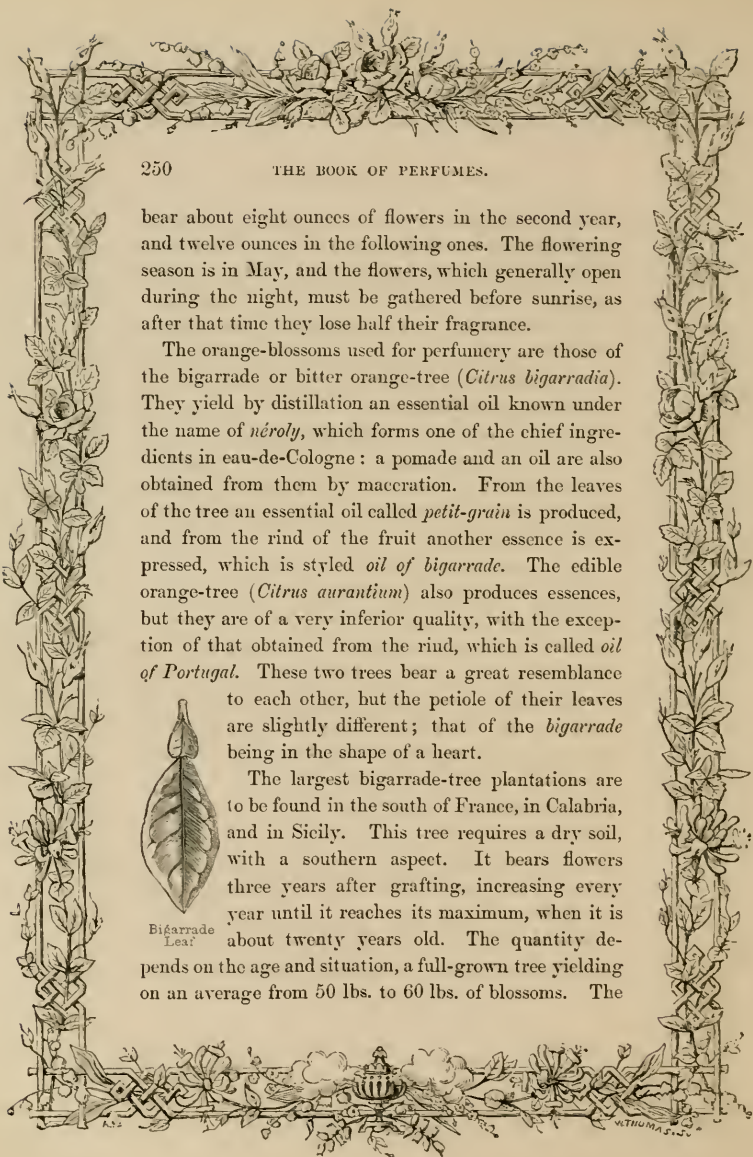 250 THE BOOK OF PERFUMES.
bear about eight ounces of flowers in the second year,
and twelve ounces in the following ones. The flowering
season is in May, and the flowers, which generally open
during the night, must be gathered before sunrise, as
after that time they lose half their fragrance.
The orange-blossoms used for perfumery are those of
the bigarrade or bitter orange-tree (Citrus bigarradia).
They yield by distillation an essential oil known under
the name of néroly, which forms one of the chief ingre-
dients in eau-de-Cologne : a pomade and an oil are also
obtained from them by maceration. From the leaves
of the tree an essential oil called petit-grain is produced,
and from the rind of the fruit another essence is ex-
pressed, which is styled oil of bigarrade. The edible
orange-tree (Citrus aurantium) also produces essences,
but they are of a very inferior quality, with the excep-
tion of that obtained from the rind, which is called oil
of Portugal. These two trees bear a great resemblance
to each other, but the petiole of their leaves
are slightly different ; that of the bigarrade
being in the shape of a heart.
The largest bigarrade-tree plantations are
to be found in the south of France, in Calabria,
and in Sicily. This tree requires a dry soil,
with a southern aspect. It bears flowers
three years after grafting, increasing every
year until it reaches its maximum, when it is
about twenty years old. The quantity de-
pends on the age and situation, a full-grown tree yielding
on an average from 50 lbs. to 60 lbs. of blossoms. The
Bigarrade
Leaf
W. THOMAS. Sc